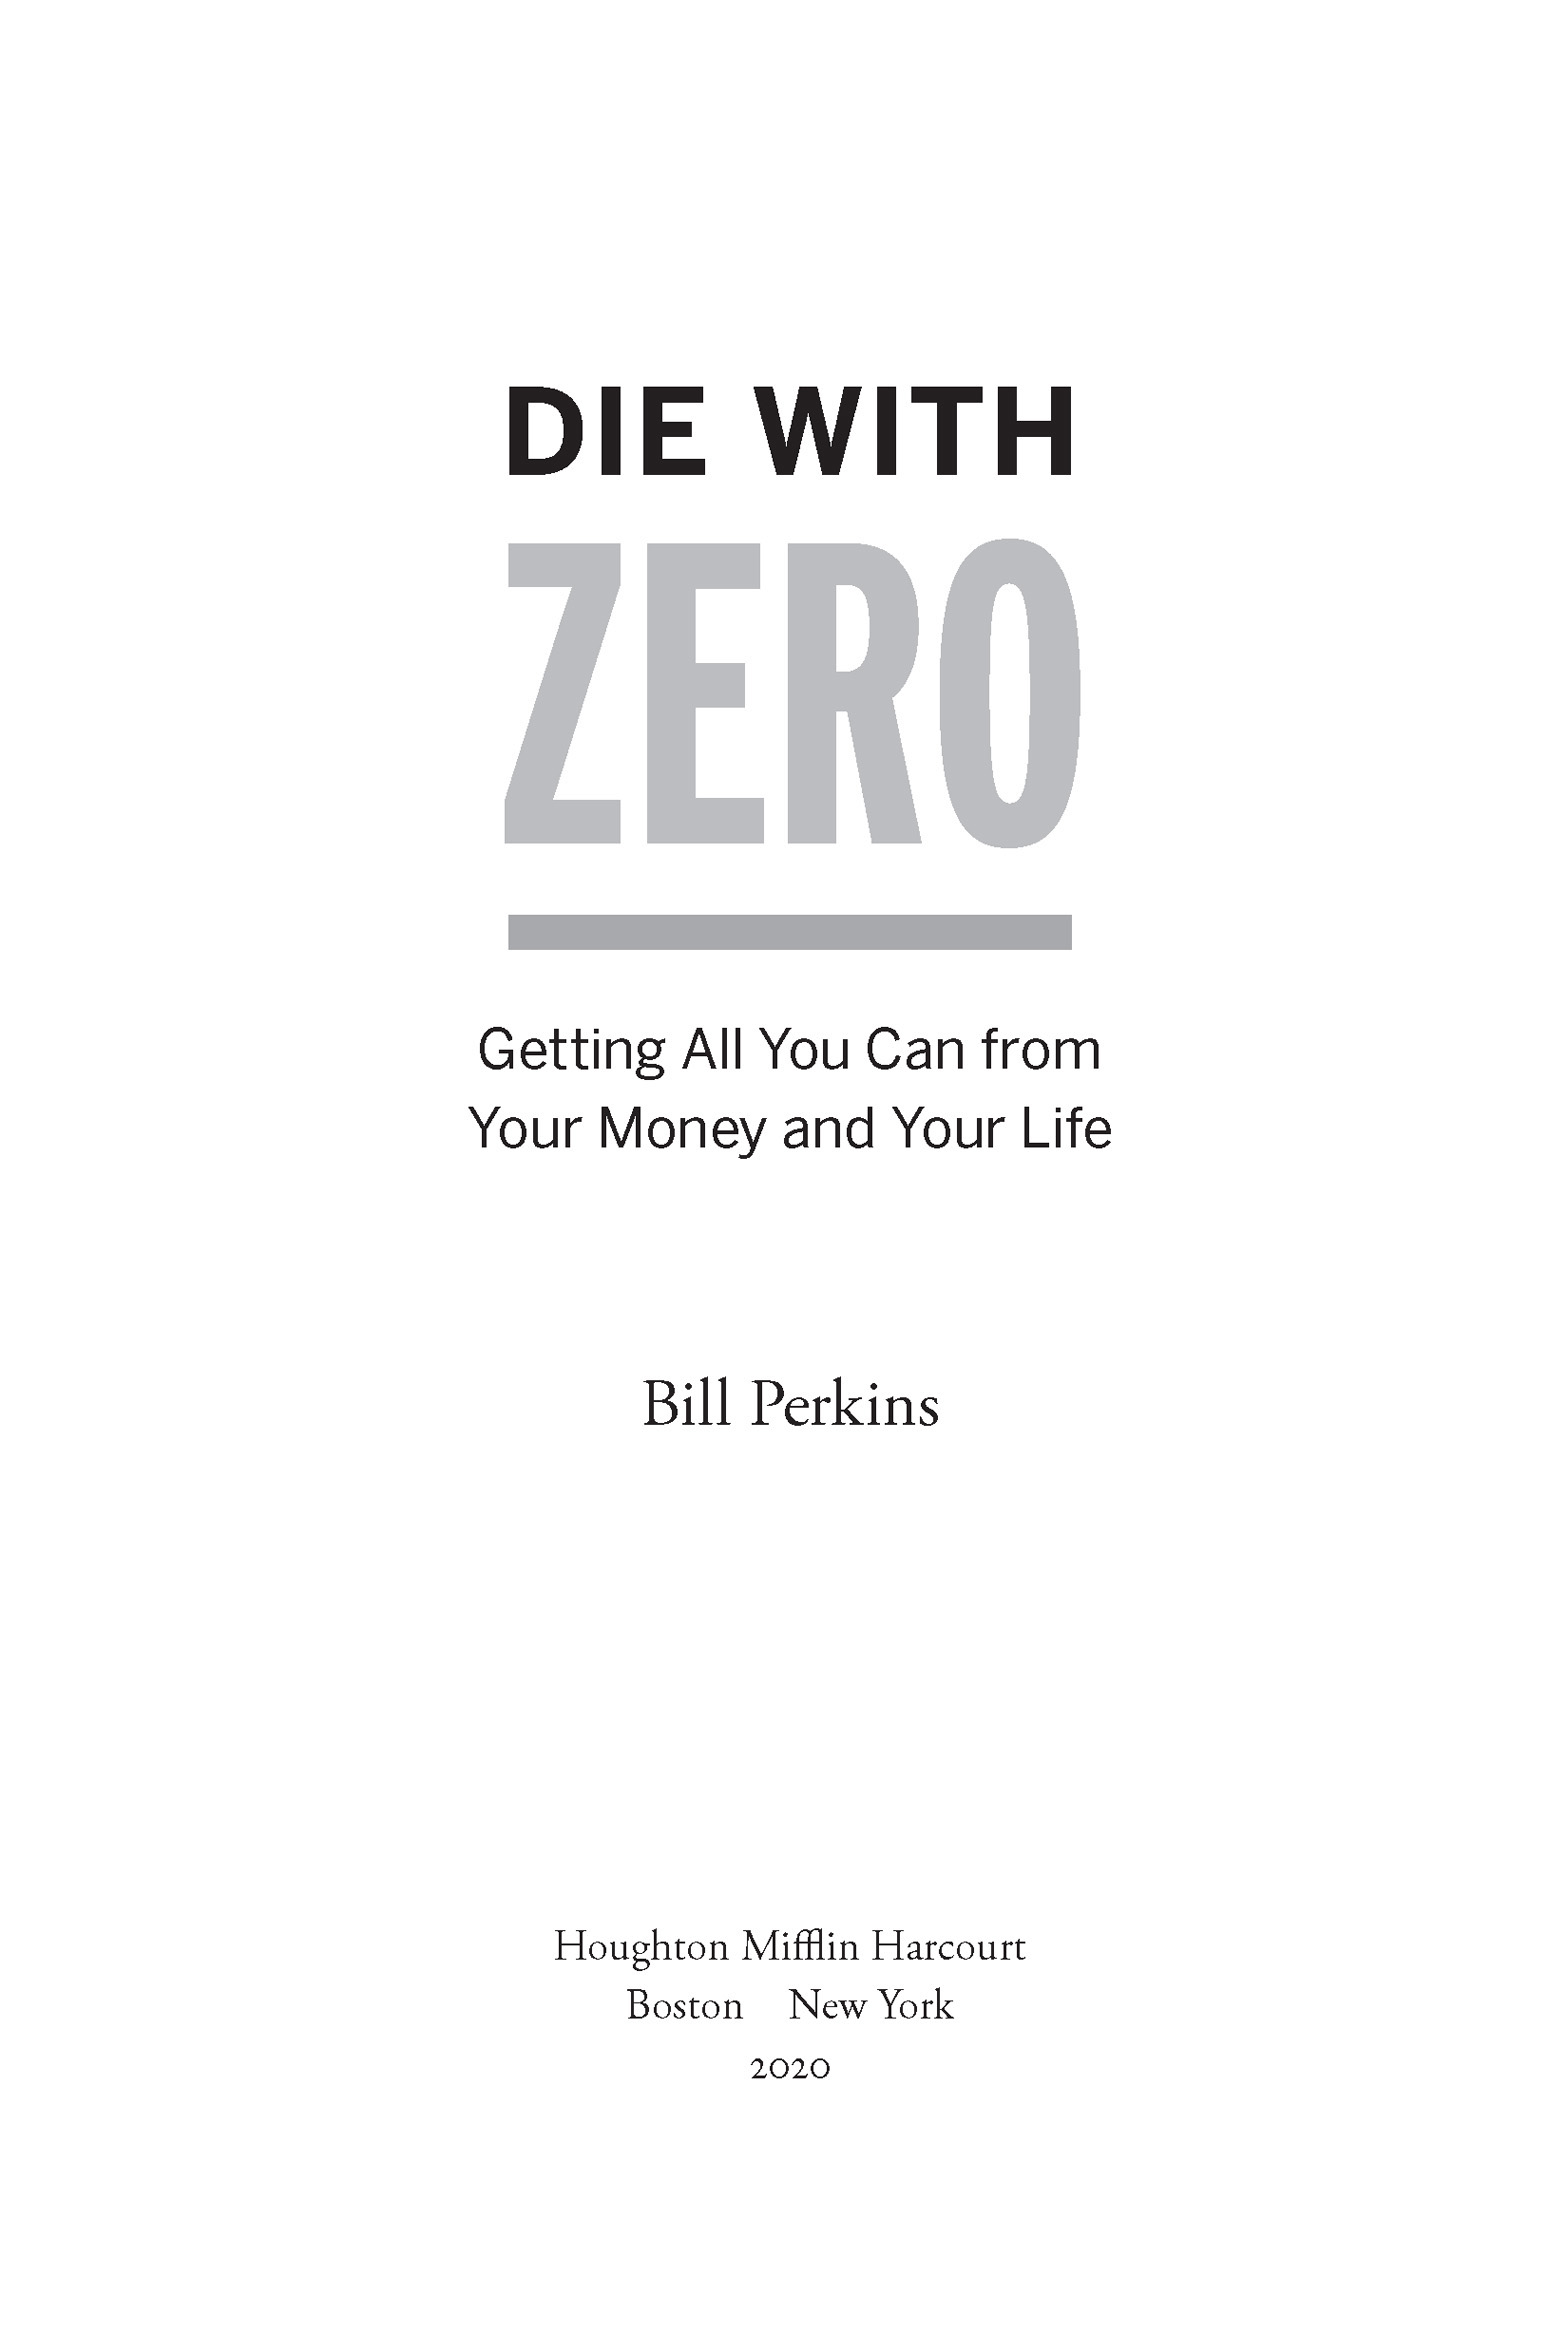 DIE WITH
ZERO
Getting All You Can from
Your Money and Your Life
Bill Perkins
Houghton Mifflin Harcourt
Boston New York
2020